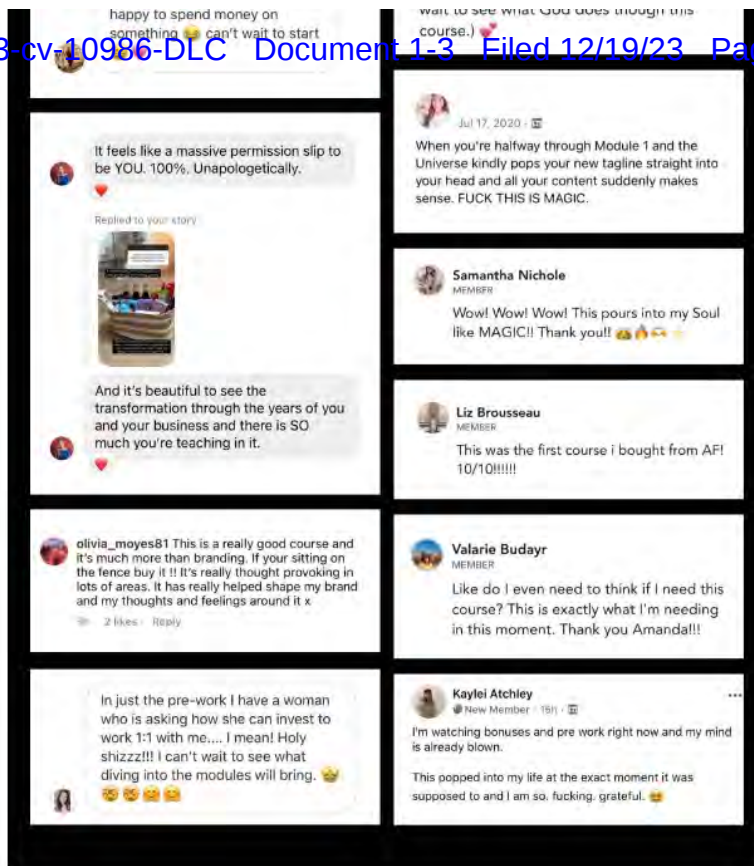 happy to spend money on
something 😂 can't wait to start
3-cv-10986-DLC Document 1-3 Filed 12/19/23 Pa
It feels like a massive permission slip to
be YOU. 100%. Unapologetically.
❤️
Replied to your story
And it's beautiful to see the
transformation through the years of you
and your business and there is SO
much you're teaching in it.
❤️
olivia_moyes81 This is a really good course and
it's much more than branding. If your sitting on
the fence buy it !! It's really thought provoking in
lots of areas. It has really helped shape my brand
and my thoughts and feelings around it x
2 likes Reply
In just the pre-work I have a woman
who is asking how she can invest to
work 1:1 with me.... I mean! Holy
shizzz!!! I can't wait to see what
diving into the modules will bring. 🤩
🤯🤯🤗🤗
wait to see what God does though this
course.) 💕
Jul 17, 2020 ·
When you're halfway through Module 1 and the
Universe kindly pops your new tagline straight into
your head and all your content suddenly makes
sense. FUCK THIS IS MAGIC.
Samantha Nichole
MEMBER
Wow! Wow! Wow! This pours into my Soul
like MAGIC!! Thank you!!
Liz Brousseau
MEMBER
This was the first course i bought from AF!
10/10!!!!!!
Valarie Budayr
MEMBER
Like do I even need to think if I need this
course? This is exactly what I'm needing
in this moment. Thank you Amanda!!!
Kaylei Atchley
...
New Member · 15h ·
I'm watching bonuses and pre work right now and my mind
is already blown.
This popped into my life at the exact moment it was
supposed to and I am so. fucking. grateful. 🤩